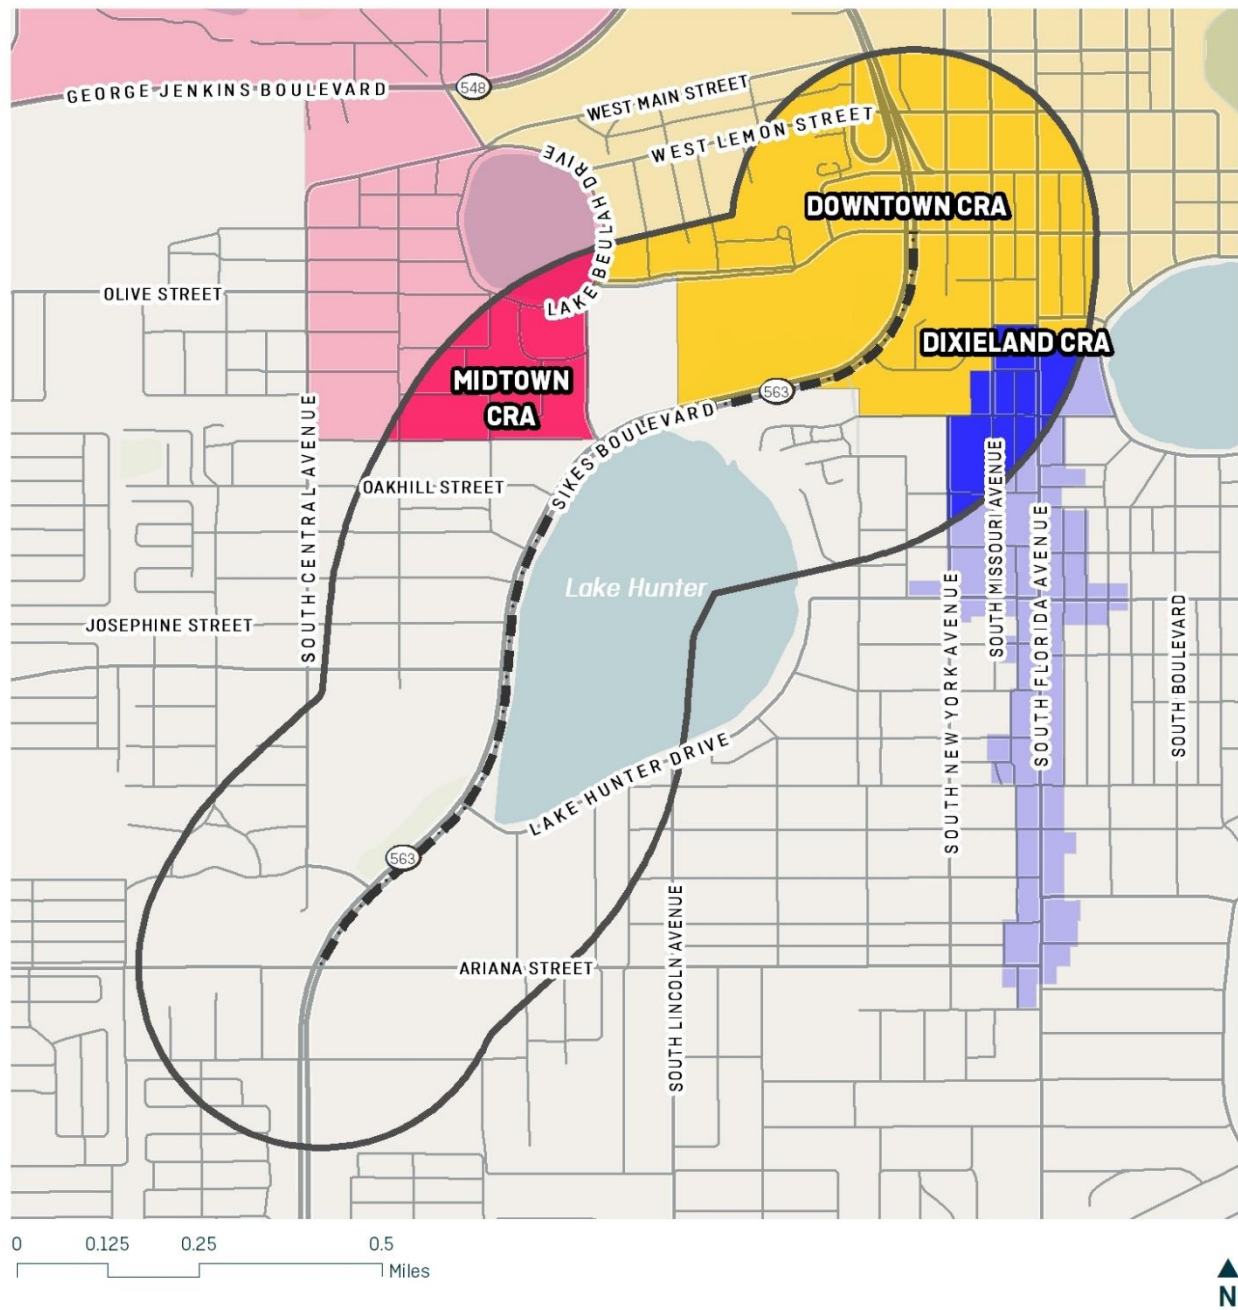 GEORGE JENKINS BOULEVARD
548
WEST MAIN STREET
WEST LEMON STREET
LAKE BEULAH DRIVE
DOWNTOWN CRA
OLIVE STREET
DIXIELAND CRA
MIDTOWN
CRA
563
SIKES BOULEVARD
SOUTH CENTRAL AVENUE
OAKHILL STREET
SOUTH MISSOURI AVENUE
SOUTH FLORIDA AVENUE
Lake Hunter
SOUTH NEW YORK AVENUE
SOUTH BOULEVARD
JOSEPHINE STREET
LAKE HUNTER DRIVE
563
ARIANA STREET
SOUTH LINCOLN AVENUE
0 0.125 0.25 0.5
Miles
N